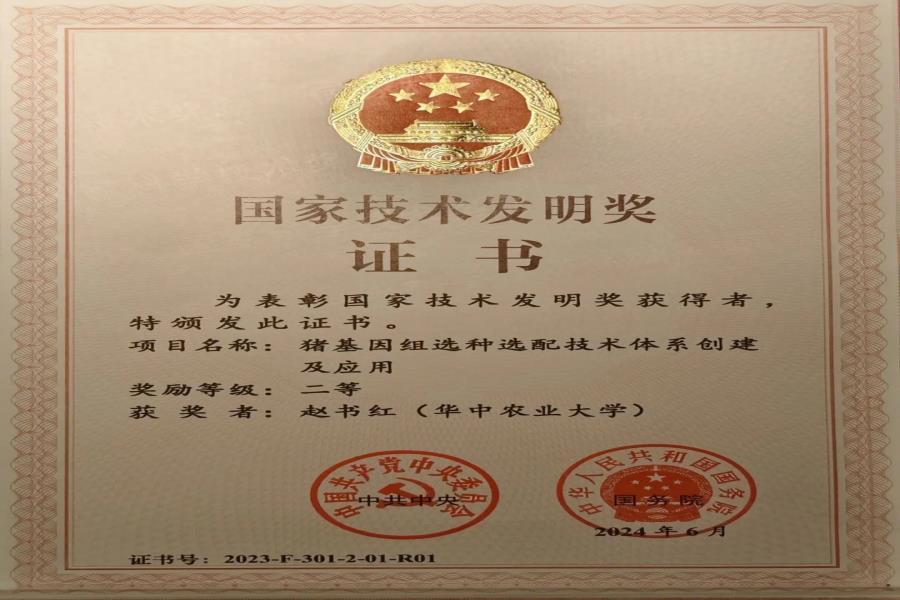 国家技术发明奖
证 书
为表彰国家技术发明奖获得者，
特颁发此证书。
项目名称：猪基因组选种选配技术体系创建
及应用
奖励等级：二等
获 奖 者：赵书红（华中农业大学）
中国共产党中央委员会
中共中央
中华人民共和国国务院
国务院
2024 年 6 月
证书号：2023-F-301-2-01-R01